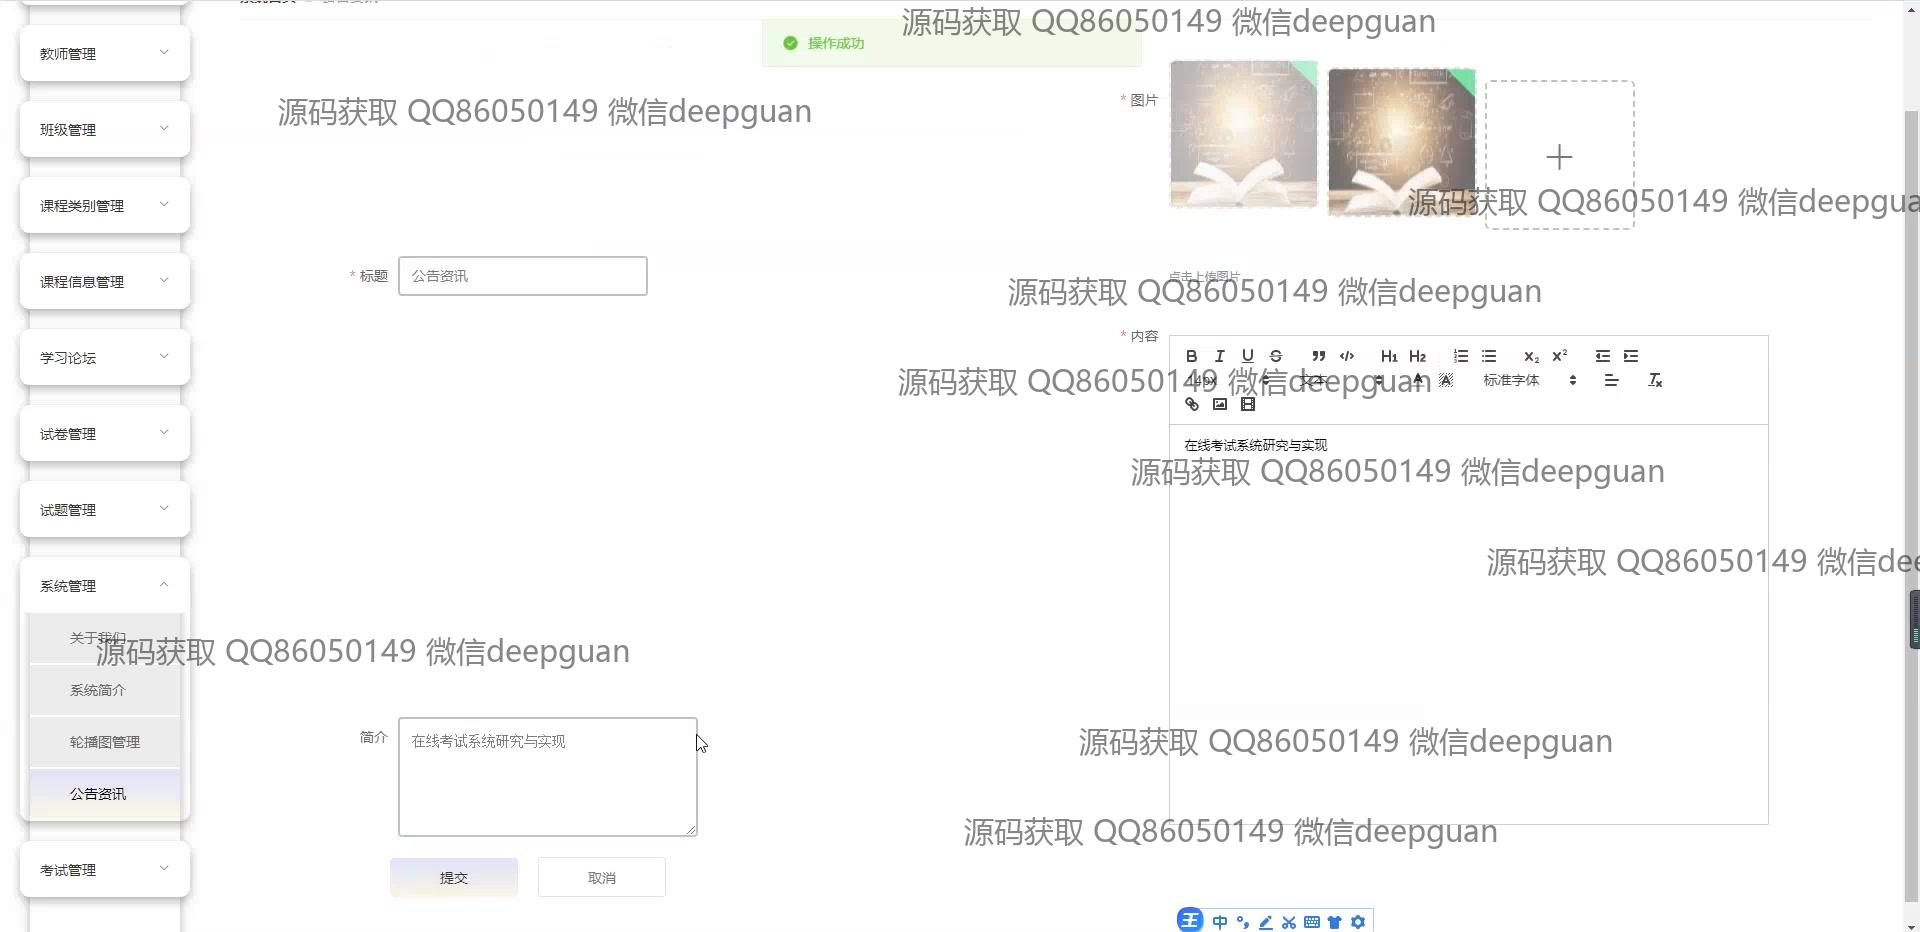 源码获取 QQ86050149 微信deepguan
操作成功
教师管理
* 图片
源码获取 QQ86050149 微信deepguan
班级管理
源码获取 QQ86050149 微信deepgua
课程类别管理
* 标题
公告资讯
点击上传图片
课程信息管理
源码获取 QQ86050149 微信deepguan
* 内容
学习论坛
B I U S H1 H2 X2 X2
14px 文本 A A 标准字体
源码获取 QQ86050149 微信deepguan
试卷管理
在线考试系统研究与实现
源码获取 QQ86050149 微信deepguan
试题管理
源码获取 QQ86050149 微信dee
系统管理
关于我们
源码获取 QQ86050149 微信deepguan
系统简介
轮播图管理
简介
在线考试系统研究与实现
源码获取 QQ86050149 微信deepguan
公告资讯
源码获取 QQ86050149 微信deepguan
考试管理
提交
取消
王 中